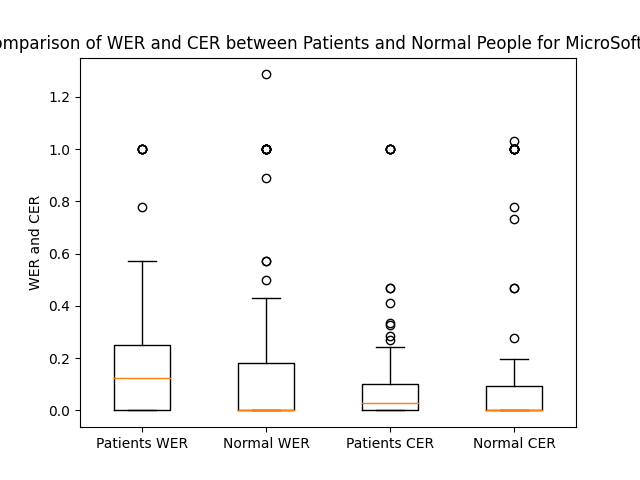 omparison of WER and CER between Patients and Normal People for MicroSoft
WER and CER
1.2
1.0
0.8
0.6
0.4
0.2
0.0
Patients WER Normal WER Patients CER Normal CER